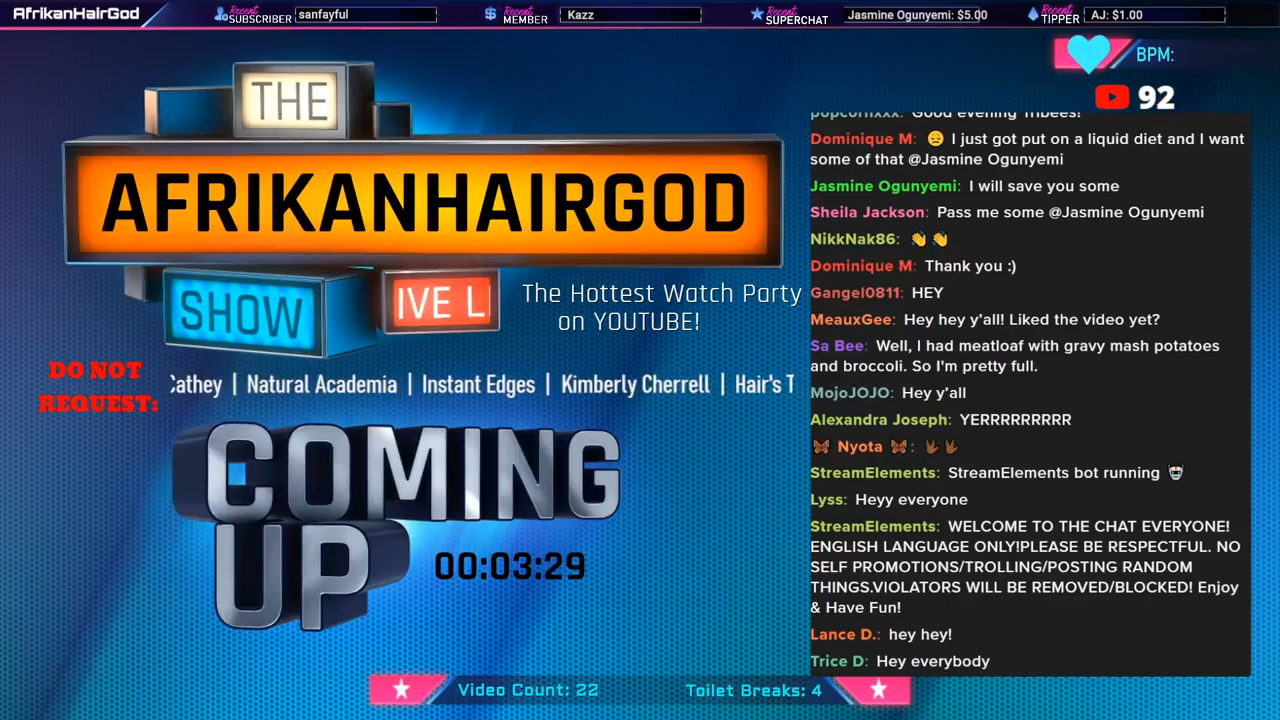 AfrikanHairGod
Recent SUBSCRIBER sanfayful
Recent MEMBER Kazz
Recent SUPERCHAT Jasmine Ogunyemi: $5.00
Recent TIPPER AJ: $1.00
BPM:
92
THE
AFRIKANHAIRGOD
SHOW
IVE L
The Hottest Watch Party
on YOUTUBE!
DO NOT
REQUEST:
Cathey | Natural Academia | Instant Edges | Kimberly Cherrell | Hair's T
COMING
UP
00:03:29
popcornxxx: Good evening Tribees!
Dominique M: 😞 I just got put on a liquid diet and I want
some of that @Jasmine Ogunyemi
Jasmine Ogunyemi: I will save you some
Sheila Jackson: Pass me some @Jasmine Ogunyemi
NikkNak86: 👏 👏
Dominique M: Thank you :)
Gangel0811: HEY
MeauxGee: Hey hey y'all! Liked the video yet?
Sa Bee: Well, I had meatloaf with gravy mash potatoes
and broccoli. So I'm pretty full.
MojoJOJO: Hey y'all
Alexandra Joseph: YERRRRRRRRR
🦋 Nyota 🦋: 🖖🏾 🖖🏾
StreamElements: StreamElements bot running 🤖
Lyss: Heyy everyone
StreamElements: WELCOME TO THE CHAT EVERYONE!
ENGLISH LANGUAGE ONLY!PLEASE BE RESPECTFUL. NO
SELF PROMOTIONS/TROLLING/POSTING RANDOM
THINGS.VIOLATORS WILL BE REMOVED/BLOCKED! Enjoy
& Have Fun!
Lance D.: hey hey!
Trice D: Hey everybody
Video Count: 22
Toilet Breaks: 4